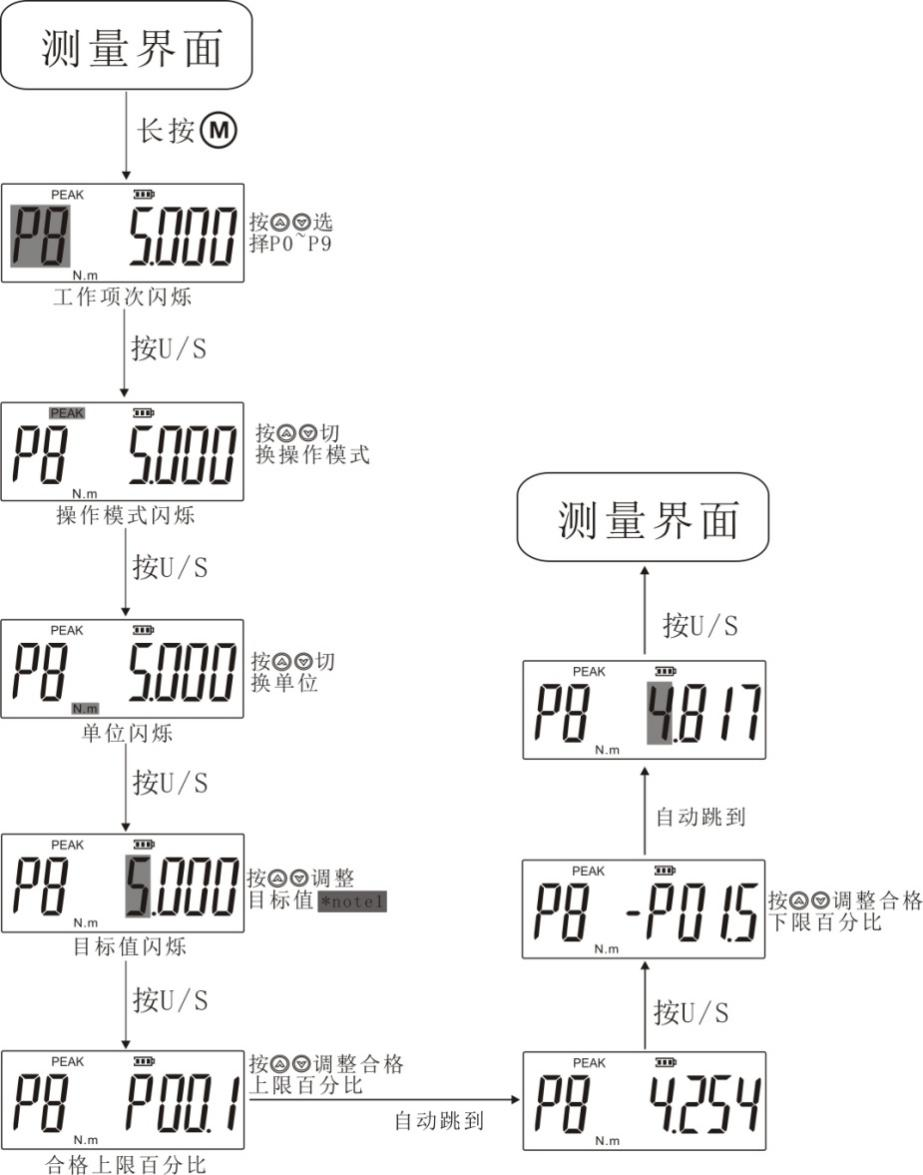 测量界面
长按Ⓜ
PEAK
P8 5.000
N.m
按选
择P0~P9
工作项次闪烁
按U/S
PEAK
P8 5.000
N.m
按切
换操作模式
操作模式闪烁
按U/S
PEAK
P8 5.000
N.m
按切
换单位
单位闪烁
按U/S
PEAK
P8 5.000
N.m
按调整
目标值 *note1
目标值闪烁
按U/S
PEAK
P8 P00.1
N.m
按调整合格
上限百分比
合格上限百分比
自动跳到
PEAK
P8 4.254
N.m
按U/S
PEAK
P8 -P01.5
N.m
按调整合格
下限百分比
自动跳到
PEAK
P8 4.817
N.m
按U/S
测量界面